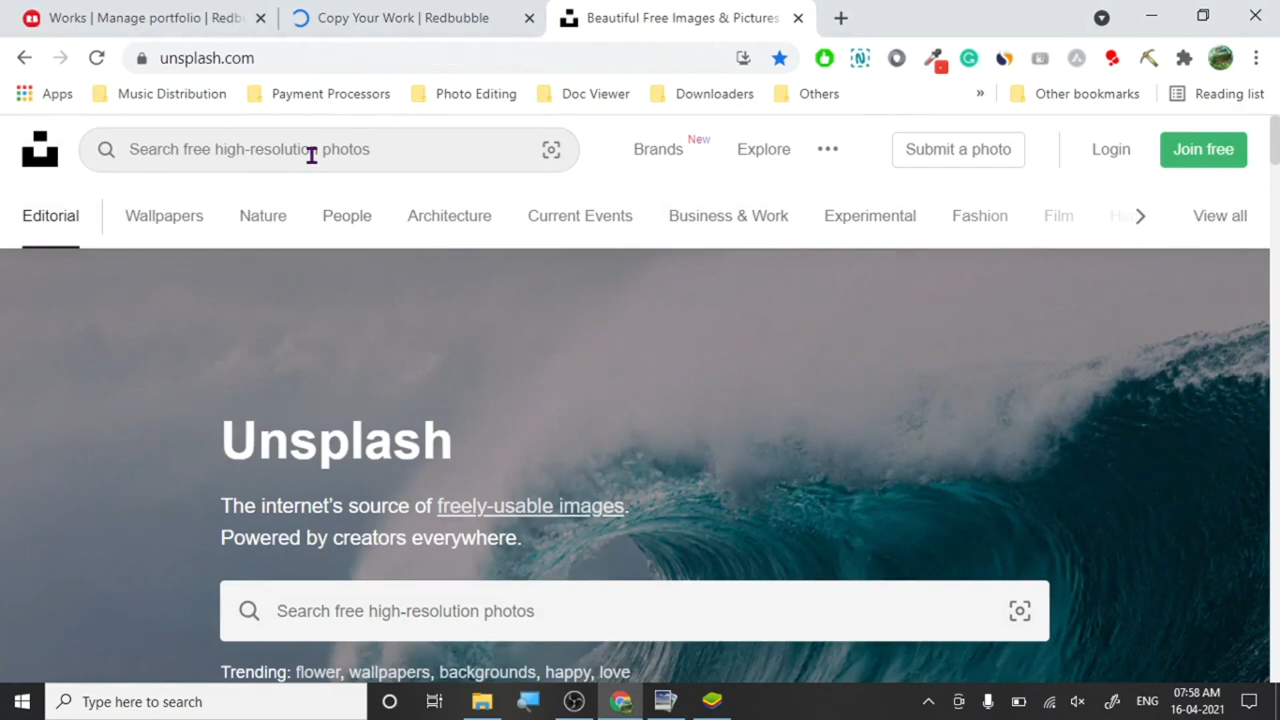 Works | Manage portfolio | Redb
Copy Your Work | Redbubble
Beautiful Free Images & Pictures
unsplash.com
Apps
Music Distribution
Payment Processors
Photo Editing
Doc Viewer
Downloaders
Others
»
Other bookmarks
Reading list
Search free high-resolution photos
Brands New
Explore
Submit a photo
Login
Join free
Editorial
Wallpapers
Nature
People
Architecture
Current Events
Business & Work
Experimental
Fashion
Film
View all
Unsplash
The internet's source of freely-usable images.
Powered by creators everywhere.
Search free high-resolution photos
Trending: flower, wallpapers, backgrounds, happy, love
Type here to search
ENG
07:58 AM
16-04-2021